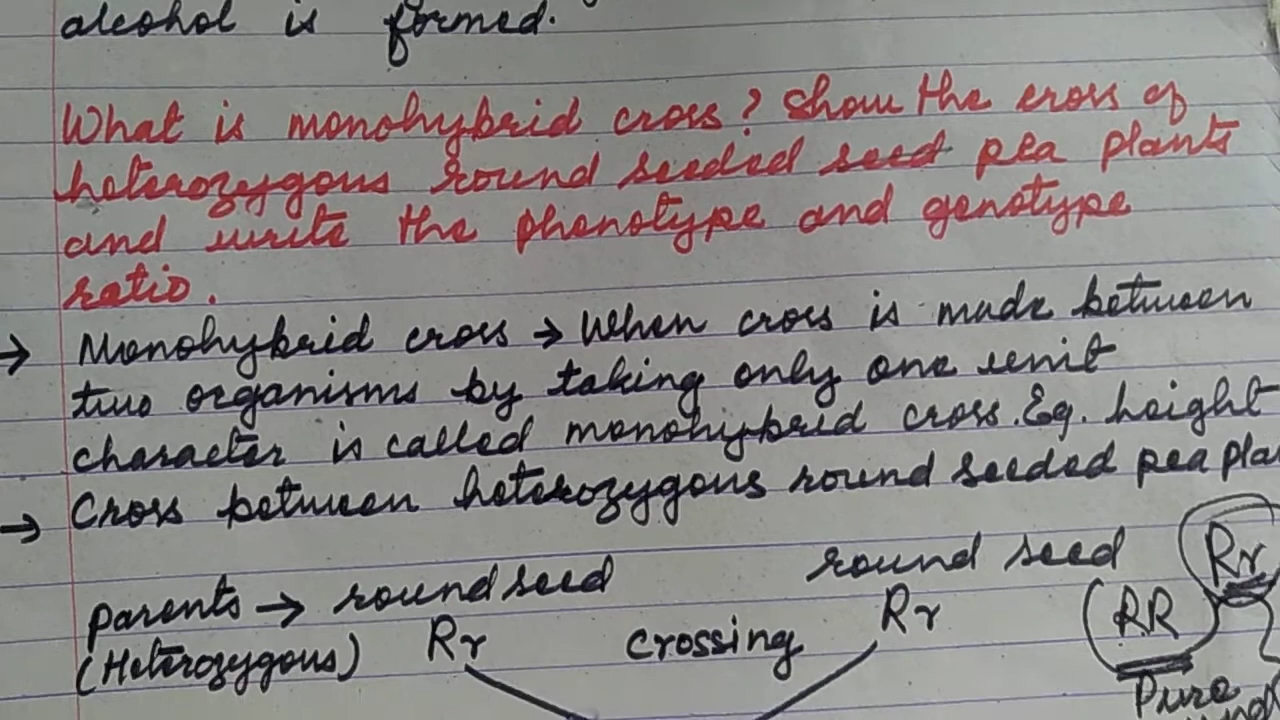 alcohol is formed.
What is monohybrid cross? Show the cross of
heterozygous round seeded seed pea plants
and write the phenotype and genotype
ratio.
→ Monohybrid cross → When cross is made between
two organisms by taking only one unit
character is called monohybrid cross. Eg. height
→ Cross between heterozygous round seeded pea pla
Parents → round seed round seed
(Heterozygous) Rr crossing Rr
Rr
RR
Pure